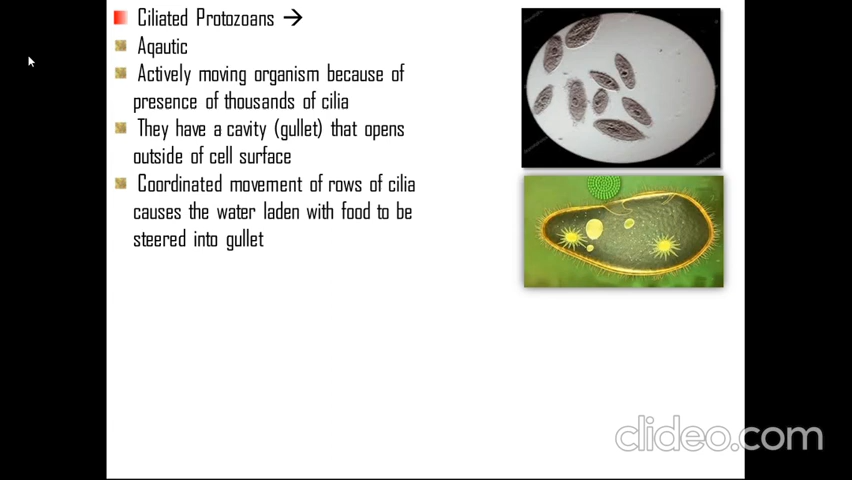 Ciliated Protozoans →
Aqautic
Actively moving organism because of
presence of thousands of cilia
They have a cavity (gullet) that opens
outside of cell surface
Coordinated movement of rows of cilia
causes the water laden with food to be
steered into gullet
clideo.com